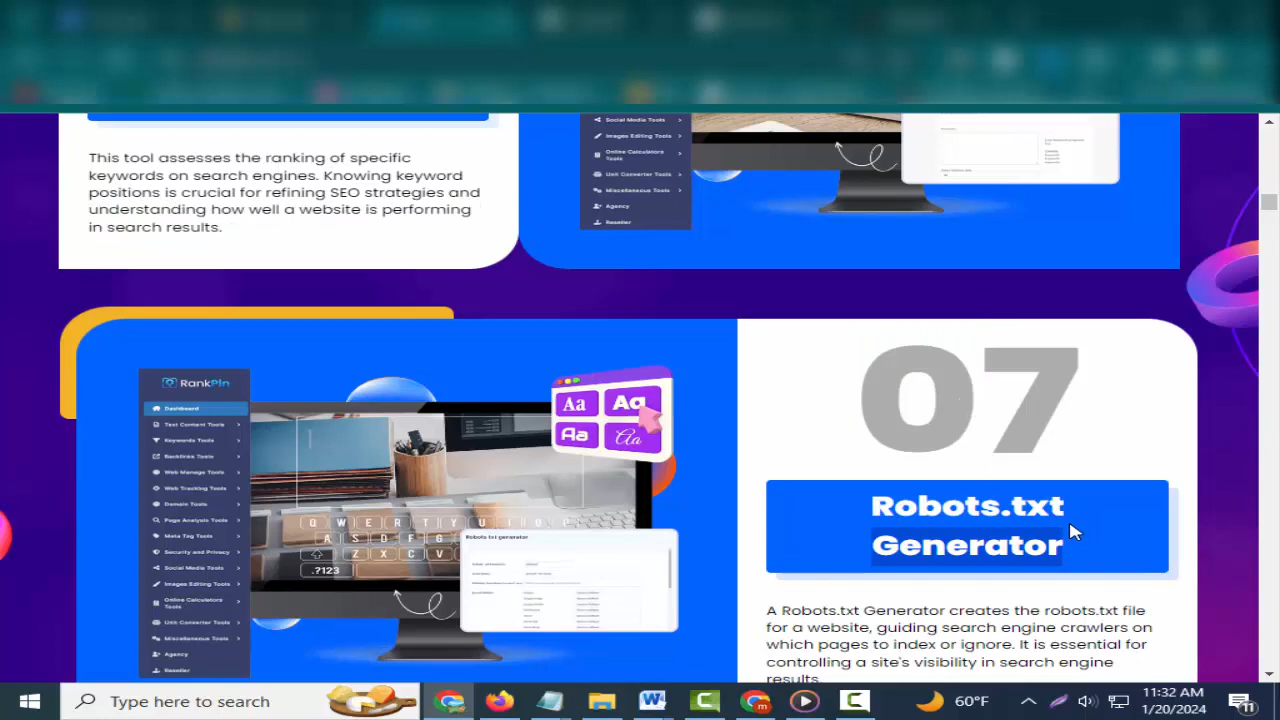 Social Media Tools
Images Editing Tools
Online Calculators
Tools
Unit Converter Tools
Miscellaneous Tools
Agency
Reseller
This tool assesses the ranking of specific
keywords on search engines. Knowing keyword
positions is crucial for refining SEO strategies and
understanding how well a website is performing
in search results.
RankPln
Dashboard
Text Content Tools
Keywords Tools
Backlinks Tools
Web Manage Tools
Web Tracking Tools
Domain Tools
Page Analysis Tools
Meta Tag Tools
Security and Privacy
Social Media Tools
Images Editing Tools
Online Calculators
Tools
Unit Converter Tools
Miscellaneous Tools
Agency
Reseller
Aa Aa
Aa Aa
Q W E R T Y U I
A
Z X C V
.?123
Robots txt generator
07
Robots.txt
Generator
A Robots.txt Generator creates the robots.txt file
for a website, guiding search engine crawlers on
which pages to index or ignore. It is essential for
controlling a site's visibility in search engine
results.
Type here to search
60°F
11:32 AM
1/20/2024
11